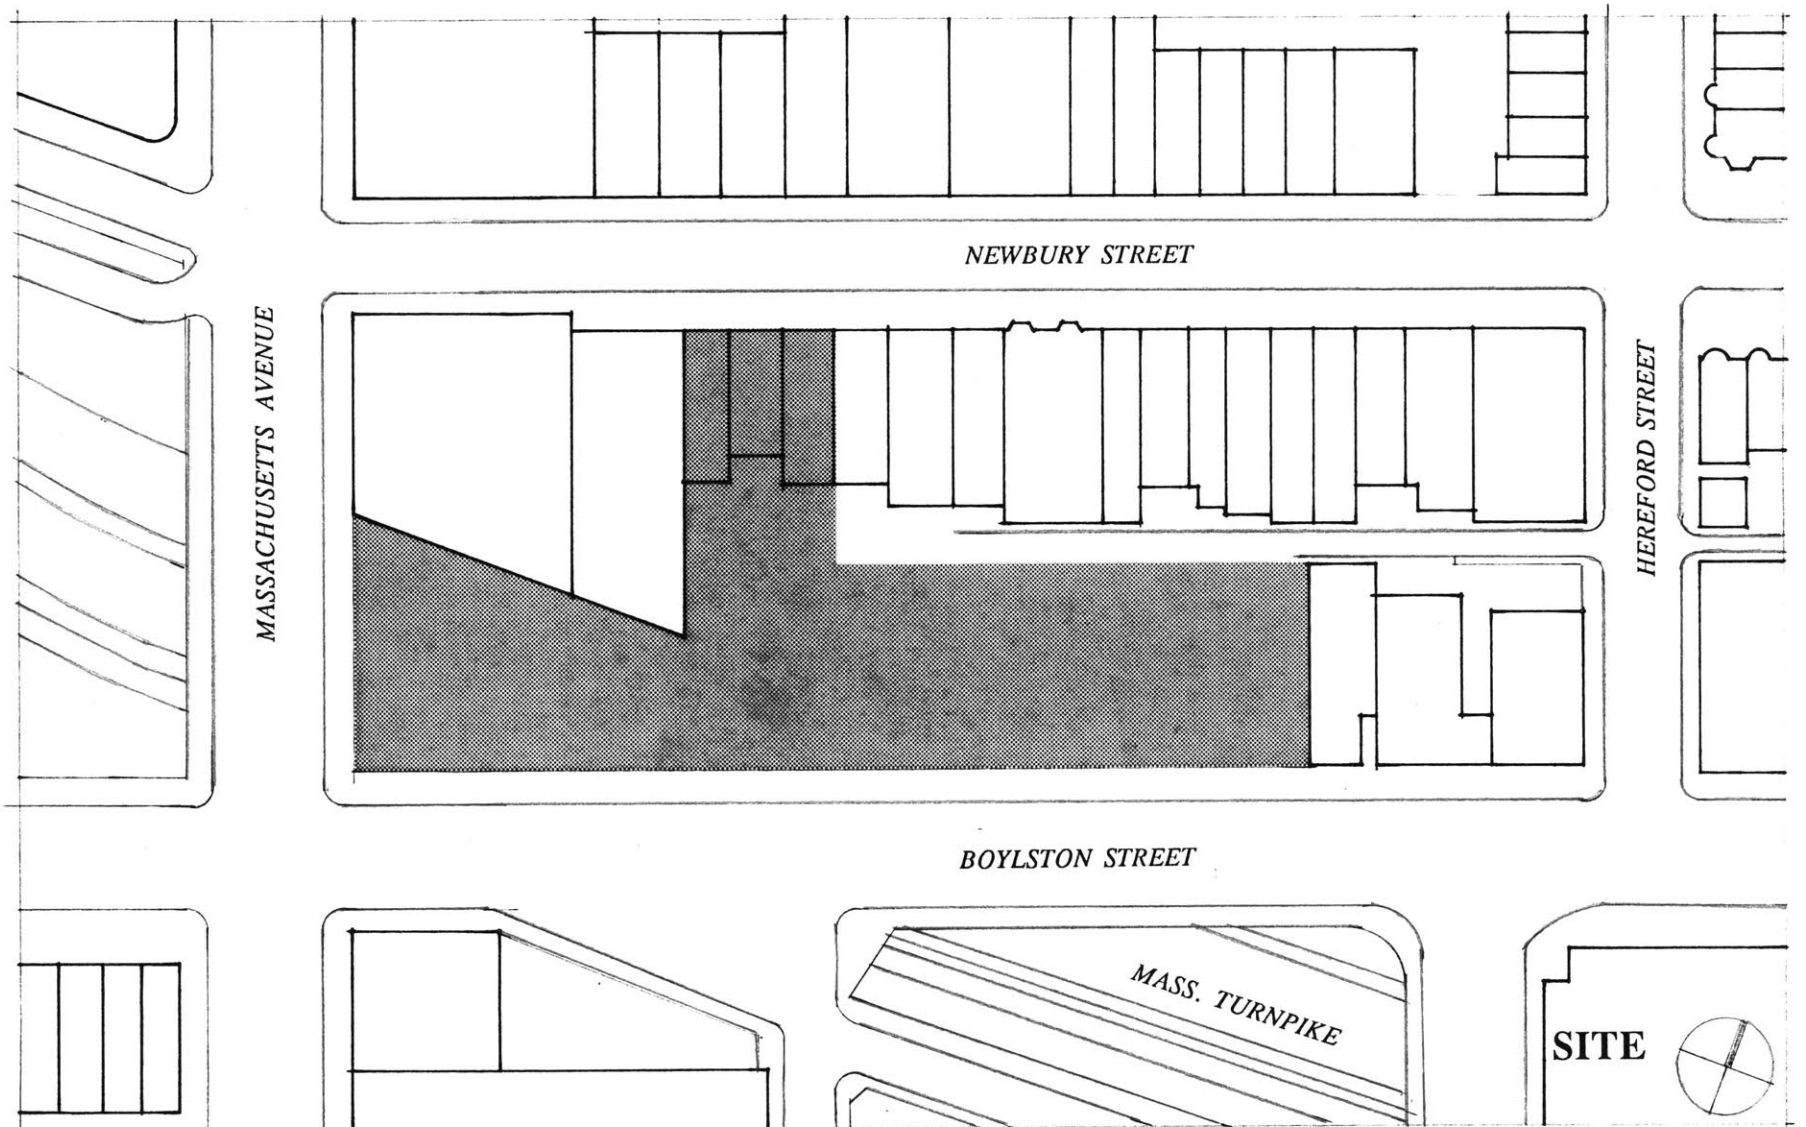 NEWBURY STREET
MASSACHUSETTS AVENUE
HEREFORD STREET
BOYLSTON STREET
MASS. TURNPIKE
SITE